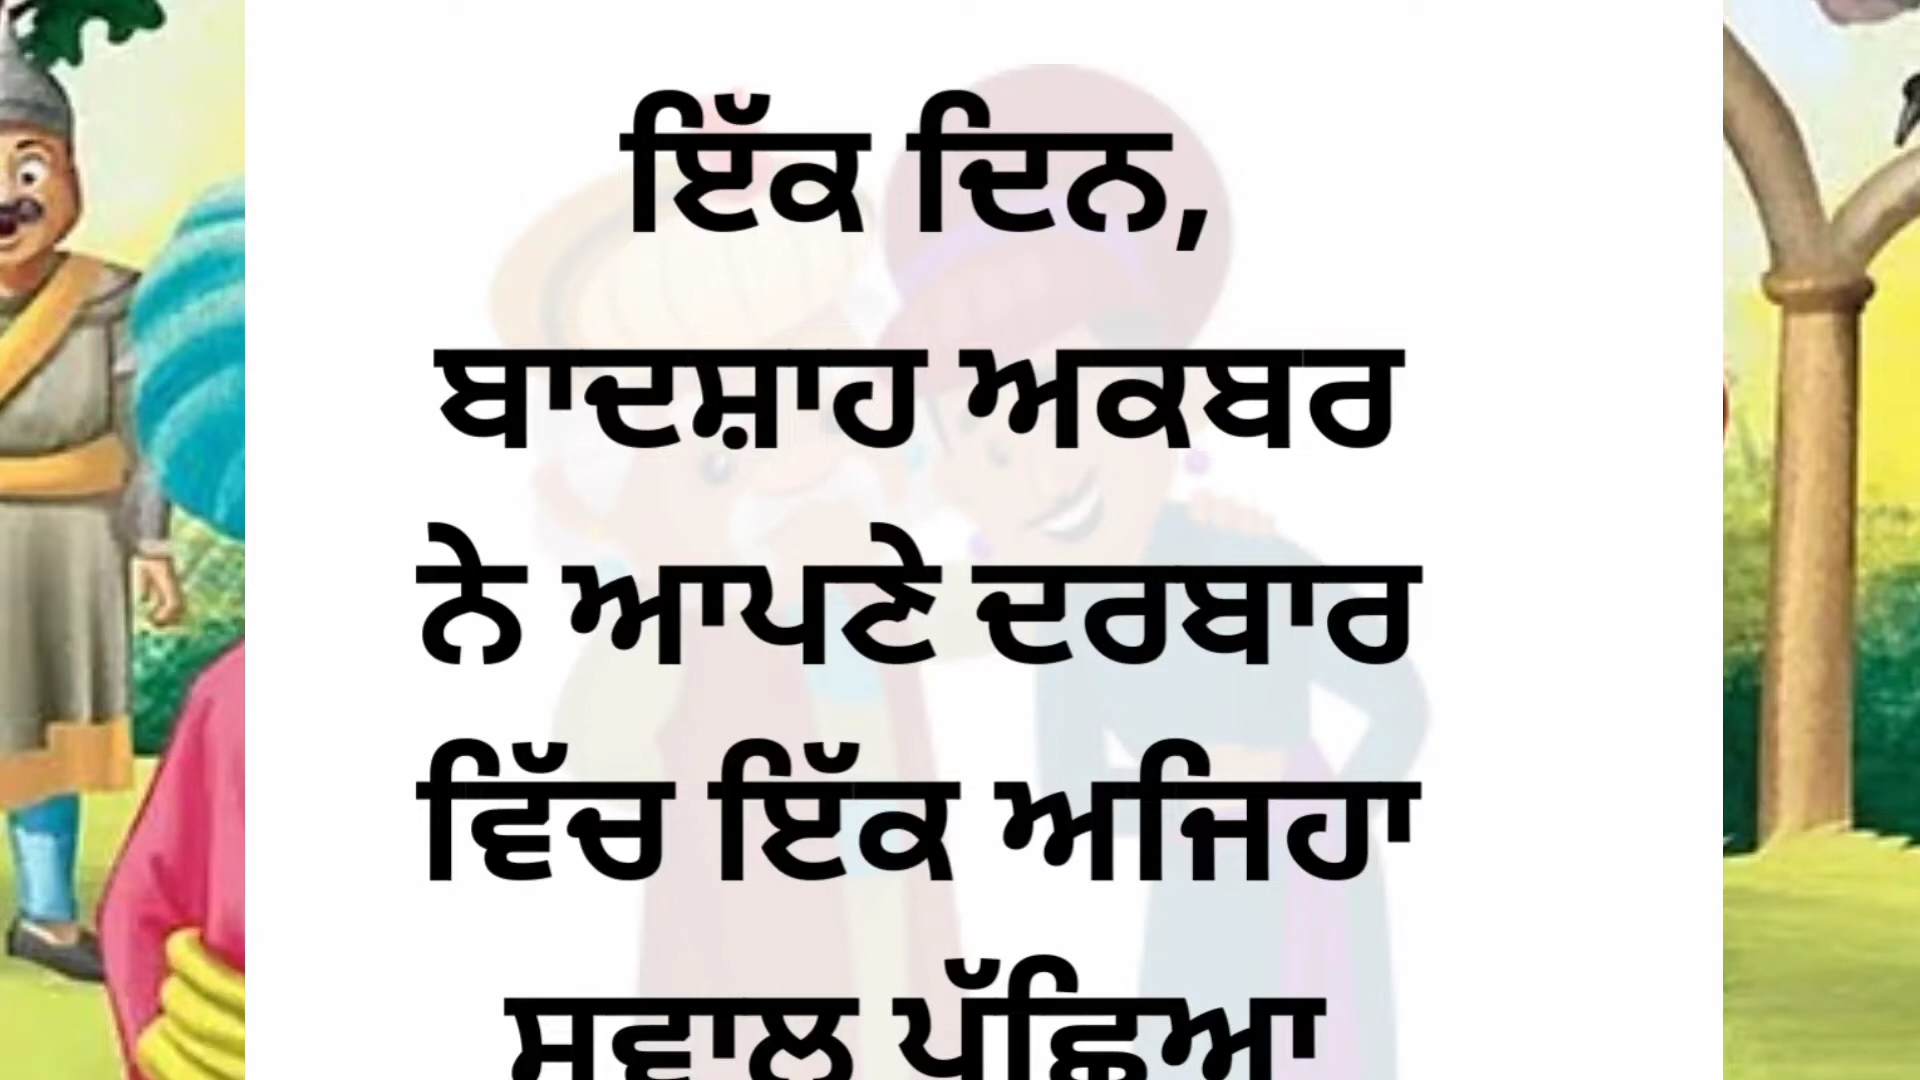 ਇੱਕ ਦਿਨ,
ਬਾਦਸ਼ਾਹ ਅਕਬਰ
ਨੇ ਆਪਣੇ ਦਰਬਾਰ
ਵਿੱਚ ਇੱਕ ਅਜਿਹਾ
ਸਵਾਲ ਪੁੱਛਿਆ